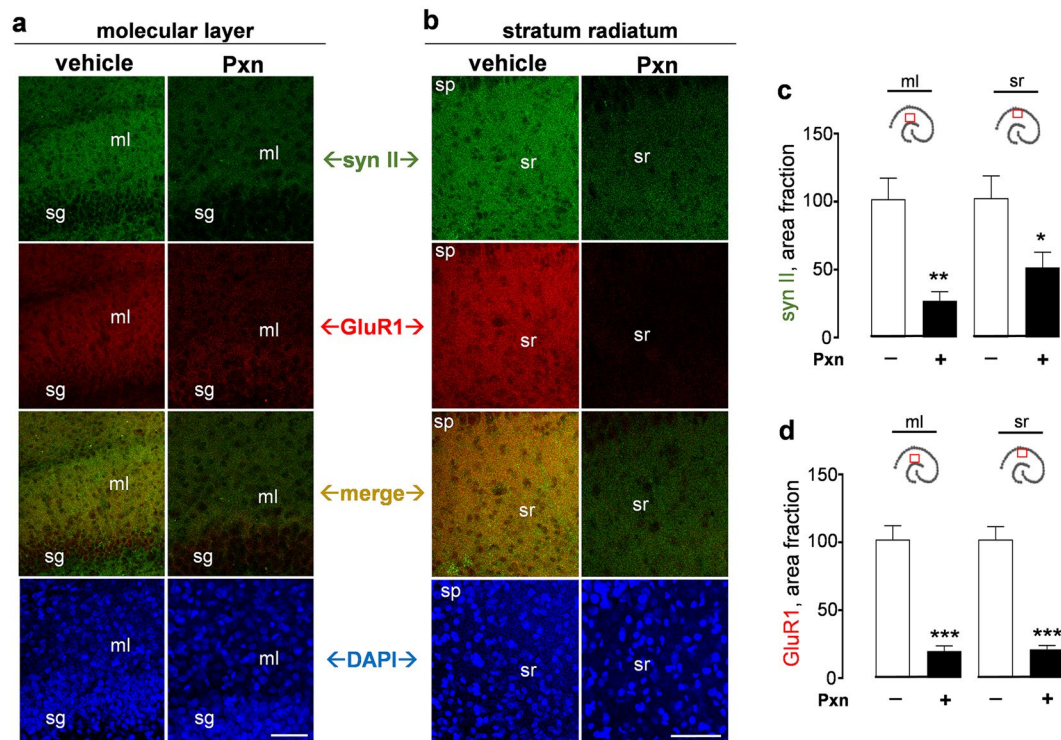 a
molecular layer
vehicle
Pxn
ml
ml
sg
sg
ml
ml
sg
sg
ml
ml
sg
sg
ml
ml
sg
sg
←syn II→
←GluR1→
←merge→
←DAPI→
b
stratum radiatum
vehicle
Pxn
sp
sr
sr
sp
sr
sp
sr
sr
sp
sr
sr
c
ml
sr
syn II, area fraction
150
100
50
0
**
*
Pxn
– + – +
d
ml
sr
GluR1, area fraction
150
100
50
0
***
***
Pxn
– + – +